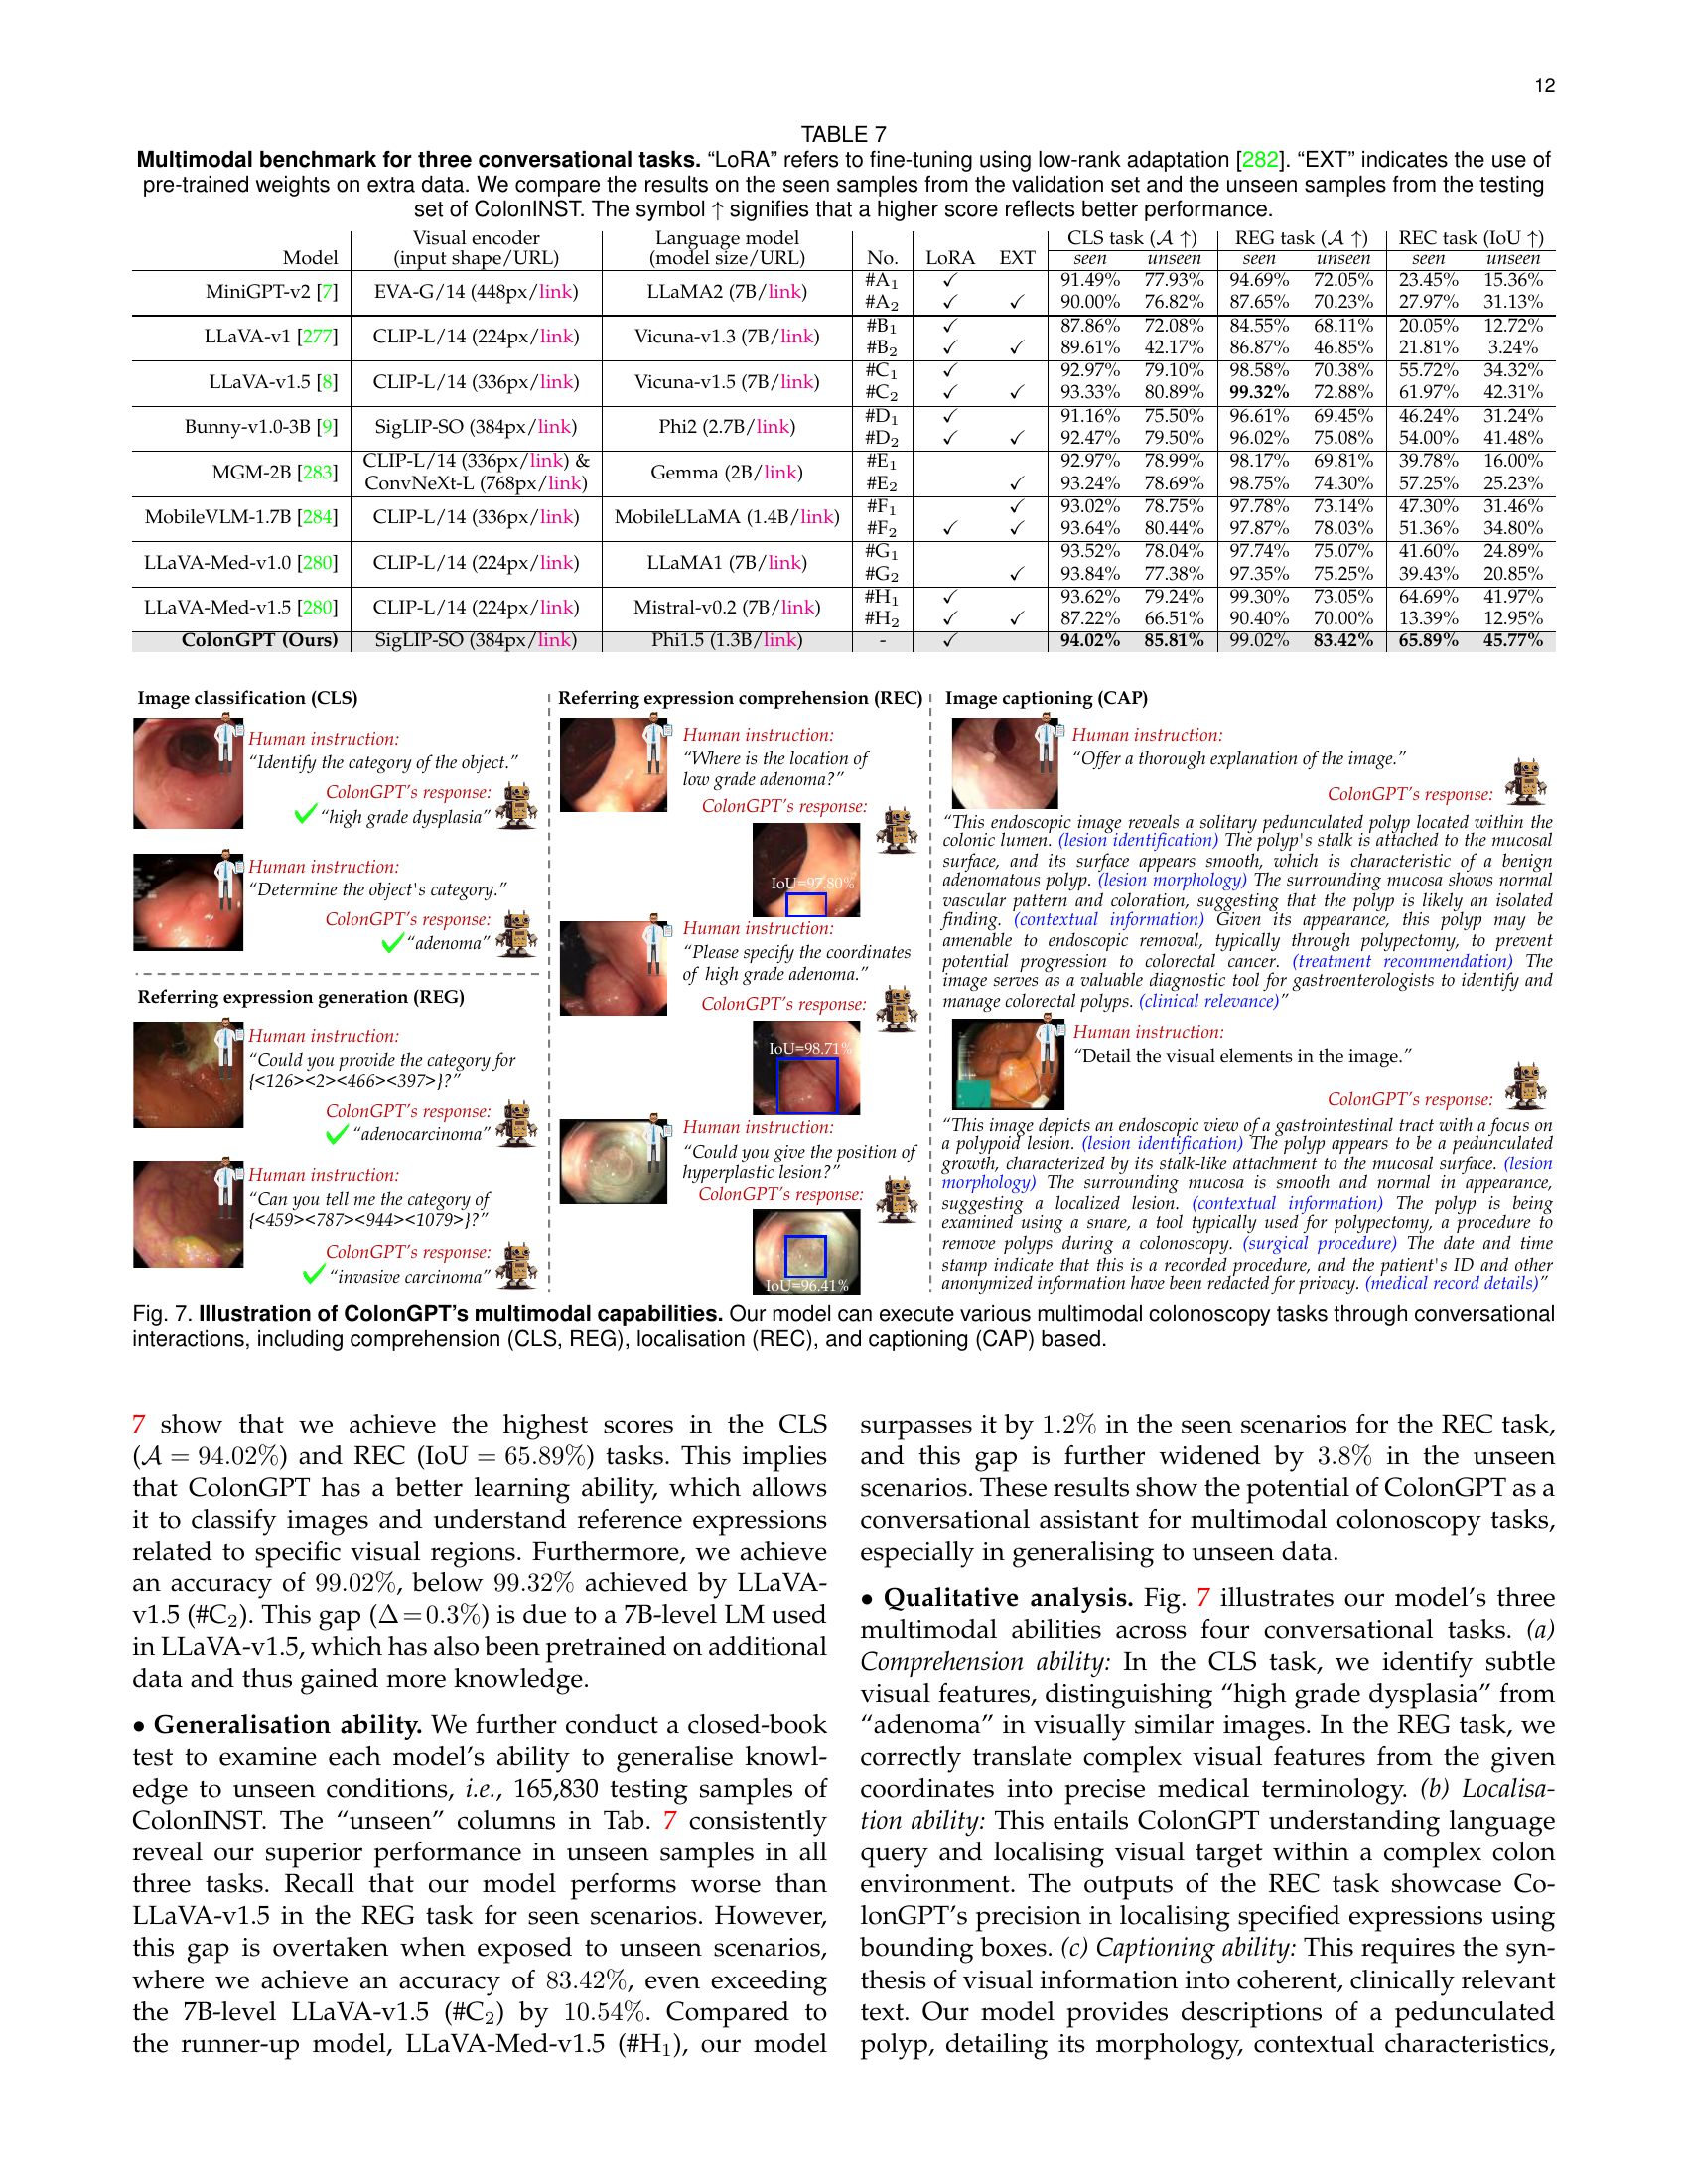 12
TABLE 7
Multimodal benchmark for three conversational tasks. “LoRA” refers to fine-tuning using low-rank adaptation [282]. “EXT” indicates the use of
pre-trained weights on extra data. We compare the results on the seen samples from the validation set and the unseen samples from the testing
set of ColonINST. The symbol ↑ signifies that a higher score reflects better performance.
Model | Visual encoder (input shape/URL) | Language model (model size/URL) | No. | LoRA | EXT | CLS task (𝒜 ↑) seen unseen | REG task (𝒜 ↑) seen unseen | REC task (IoU ↑) seen unseen
MiniGPT-v2 [7] | EVA-G/14 (448px/link) | LLaMA2 (7B/link) | #A1 | ✓ | | 91.49% 77.93% | 94.69% 72.05% | 23.45% 15.36%
#A2 | ✓ | ✓ | 90.00% 76.82% | 87.65% 70.23% | 27.97% 31.13%
LLaVA-v1 [277] | CLIP-L/14 (224px/link) | Vicuna-v1.3 (7B/link) | #B1 | ✓ | | 87.86% 72.08% | 84.55% 68.11% | 20.05% 12.72%
#B2 | ✓ | ✓ | 89.61% 42.17% | 86.87% 46.85% | 21.81% 3.24%
LLaVA-v1.5 [8] | CLIP-L/14 (336px/link) | Vicuna-v1.5 (7B/link) | #C1 | ✓ | | 92.97% 79.10% | 98.58% 70.38% | 55.72% 34.32%
#C2 | ✓ | ✓ | 93.33% 80.89% | 99.32% 72.88% | 61.97% 42.31%
Bunny-v1.0-3B [9] | SigLIP-SO (384px/link) | Phi2 (2.7B/link) | #D1 | ✓ | | 91.16% 75.50% | 96.61% 69.45% | 46.24% 31.24%
#D2 | ✓ | ✓ | 92.47% 79.50% | 96.02% 75.08% | 54.00% 41.48%
MGM-2B [283] | CLIP-L/14 (336px/link) & ConvNeXt-L (768px/link) | Gemma (2B/link) | #E1 | | | 92.97% 78.99% | 98.17% 69.81% | 39.78% 16.00%
#E2 | | ✓ | 93.24% 78.69% | 98.75% 74.30% | 57.25% 25.23%
MobileVLM-1.7B [284] | CLIP-L/14 (336px/link) | MobileLLaMA (1.4B/link) | #F1 | | ✓ | 93.02% 78.75% | 97.78% 73.14% | 47.30% 31.46%
#F2 | ✓ | ✓ | 93.64% 80.44% | 97.87% 78.03% | 51.36% 34.80%
LLaVA-Med-v1.0 [280] | CLIP-L/14 (224px/link) | LLaMA1 (7B/link) | #G1 | | | 93.52% 78.04% | 97.74% 75.07% | 41.60% 24.89%
#G2 | | ✓ | 93.84% 77.38% | 97.35% 75.25% | 39.43% 20.85%
LLaVA-Med-v1.5 [280] | CLIP-L/14 (224px/link) | Mistral-v0.2 (7B/link) | #H1 | ✓ | | 93.62% 79.24% | 99.30% 73.05% | 64.69% 41.97%
#H2 | ✓ | ✓ | 87.22% 66.51% | 90.40% 70.00% | 13.39% 12.95%
ColonGPT (Ours) | SigLIP-SO (384px/link) | Phi1.5 (1.3B/link) | - | ✓ | | 94.02% 85.81% | 99.02% 83.42% | 65.89% 45.77%
Image classification (CLS)
Human instruction:
“Identify the category of the object.”
ColonGPT's response:
✓ “high grade dysplasia”
Human instruction:
“Determine the object's category.”
ColonGPT's response:
✓ “adenoma”
Referring expression generation (REG)
Human instruction:
“Could you provide the category for
{<126><2><466><397>}?”
ColonGPT's response:
✓ “adenocarcinoma”
Human instruction:
“Can you tell me the category of
{<459><787><944><1079>}?”
ColonGPT's response:
✓ “invasive carcinoma”
Referring expression comprehension (REC)
Human instruction:
“Where is the location of
low grade adenoma?”
ColonGPT's response:
IoU=97.80%
Human instruction:
“Please specify the coordinates
of high grade adenoma.”
ColonGPT's response:
IoU=98.71%
Human instruction:
“Could you give the position of
hyperplastic lesion?”
ColonGPT's response:
IoU=96.41%
Image captioning (CAP)
Human instruction:
“Offer a thorough explanation of the image.”
ColonGPT's response:
“This endoscopic image reveals a solitary pedunculated polyp located within the
colonic lumen. (lesion identification) The polyp's stalk is attached to the mucosal
surface, and its surface appears smooth, which is characteristic of a benign
adenomatous polyp. (lesion morphology) The surrounding mucosa shows normal
vascular pattern and coloration, suggesting that the polyp is likely an isolated
finding. (contextual information) Given its appearance, this polyp may be
amenable to endoscopic removal, typically through polypectomy, to prevent
potential progression to colorectal cancer. (treatment recommendation) The
image serves as a valuable diagnostic tool for gastroenterologists to identify and
manage colorectal polyps. (clinical relevance)”
Human instruction:
“Detail the visual elements in the image.”
ColonGPT's response:
“This image depicts an endoscopic view of a gastrointestinal tract with a focus on
a polypoid lesion. (lesion identification) The polyp appears to be a pedunculated
growth, characterized by its stalk-like attachment to the mucosal surface. (lesion
morphology) The surrounding mucosa is smooth and normal in appearance,
suggesting a localized lesion. (contextual information) The polyp is being
examined using a snare, a tool typically used for polypectomy, a procedure to
remove polyps during a colonoscopy. (surgical procedure) The date and time
stamp indicate that this is a recorded procedure, and the patient's ID and other
anonymized information have been redacted for privacy. (medical record details)”
Fig. 7. Illustration of ColonGPT's multimodal capabilities. Our model can execute various multimodal colonoscopy tasks through conversational
interactions, including comprehension (CLS, REG), localisation (REC), and captioning (CAP) based.
7 show that we achieve the highest scores in the CLS
(𝒜 = 94.02%) and REC (IoU = 65.89%) tasks. This implies
that ColonGPT has a better learning ability, which allows
it to classify images and understand reference expressions
related to specific visual regions. Furthermore, we achieve
an accuracy of 99.02%, below 99.32% achieved by LLaVA-
v1.5 (#C2). This gap (Δ=0.3%) is due to a 7B-level LM used
in LLaVA-v1.5, which has also been pretrained on additional
data and thus gained more knowledge.
• Generalisation ability. We further conduct a closed-book
test to examine each model's ability to generalise knowl-
edge to unseen conditions, i.e., 165,830 testing samples of
ColonINST. The “unseen” columns in Tab. 7 consistently
reveal our superior performance in unseen samples in all
three tasks. Recall that our model performs worse than
LLaVA-v1.5 in the REG task for seen scenarios. However,
this gap is overtaken when exposed to unseen scenarios,
where we achieve an accuracy of 83.42%, even exceeding
the 7B-level LLaVA-v1.5 (#C2) by 10.54%. Compared to
the runner-up model, LLaVA-Med-v1.5 (#H1), our model
surpasses it by 1.2% in the seen scenarios for the REC task,
and this gap is further widened by 3.8% in the unseen
scenarios. These results show the potential of ColonGPT as a
conversational assistant for multimodal colonoscopy tasks,
especially in generalising to unseen data.
• Qualitative analysis. Fig. 7 illustrates our model's three
multimodal abilities across four conversational tasks. (a)
Comprehension ability: In the CLS task, we identify subtle
visual features, distinguishing “high grade dysplasia” from
“adenoma” in visually similar images. In the REG task, we
correctly translate complex visual features from the given
coordinates into precise medical terminology. (b) Localisa-
tion ability: This entails ColonGPT understanding language
query and localising visual target within a complex colon
environment. The outputs of the REC task showcase Co-
lonGPT's precision in localising specified expressions using
bounding boxes. (c) Captioning ability: This requires the syn-
thesis of visual information into coherent, clinically relevant
text. Our model provides descriptions of a pedunculated
polyp, detailing its morphology, contextual characteristics,